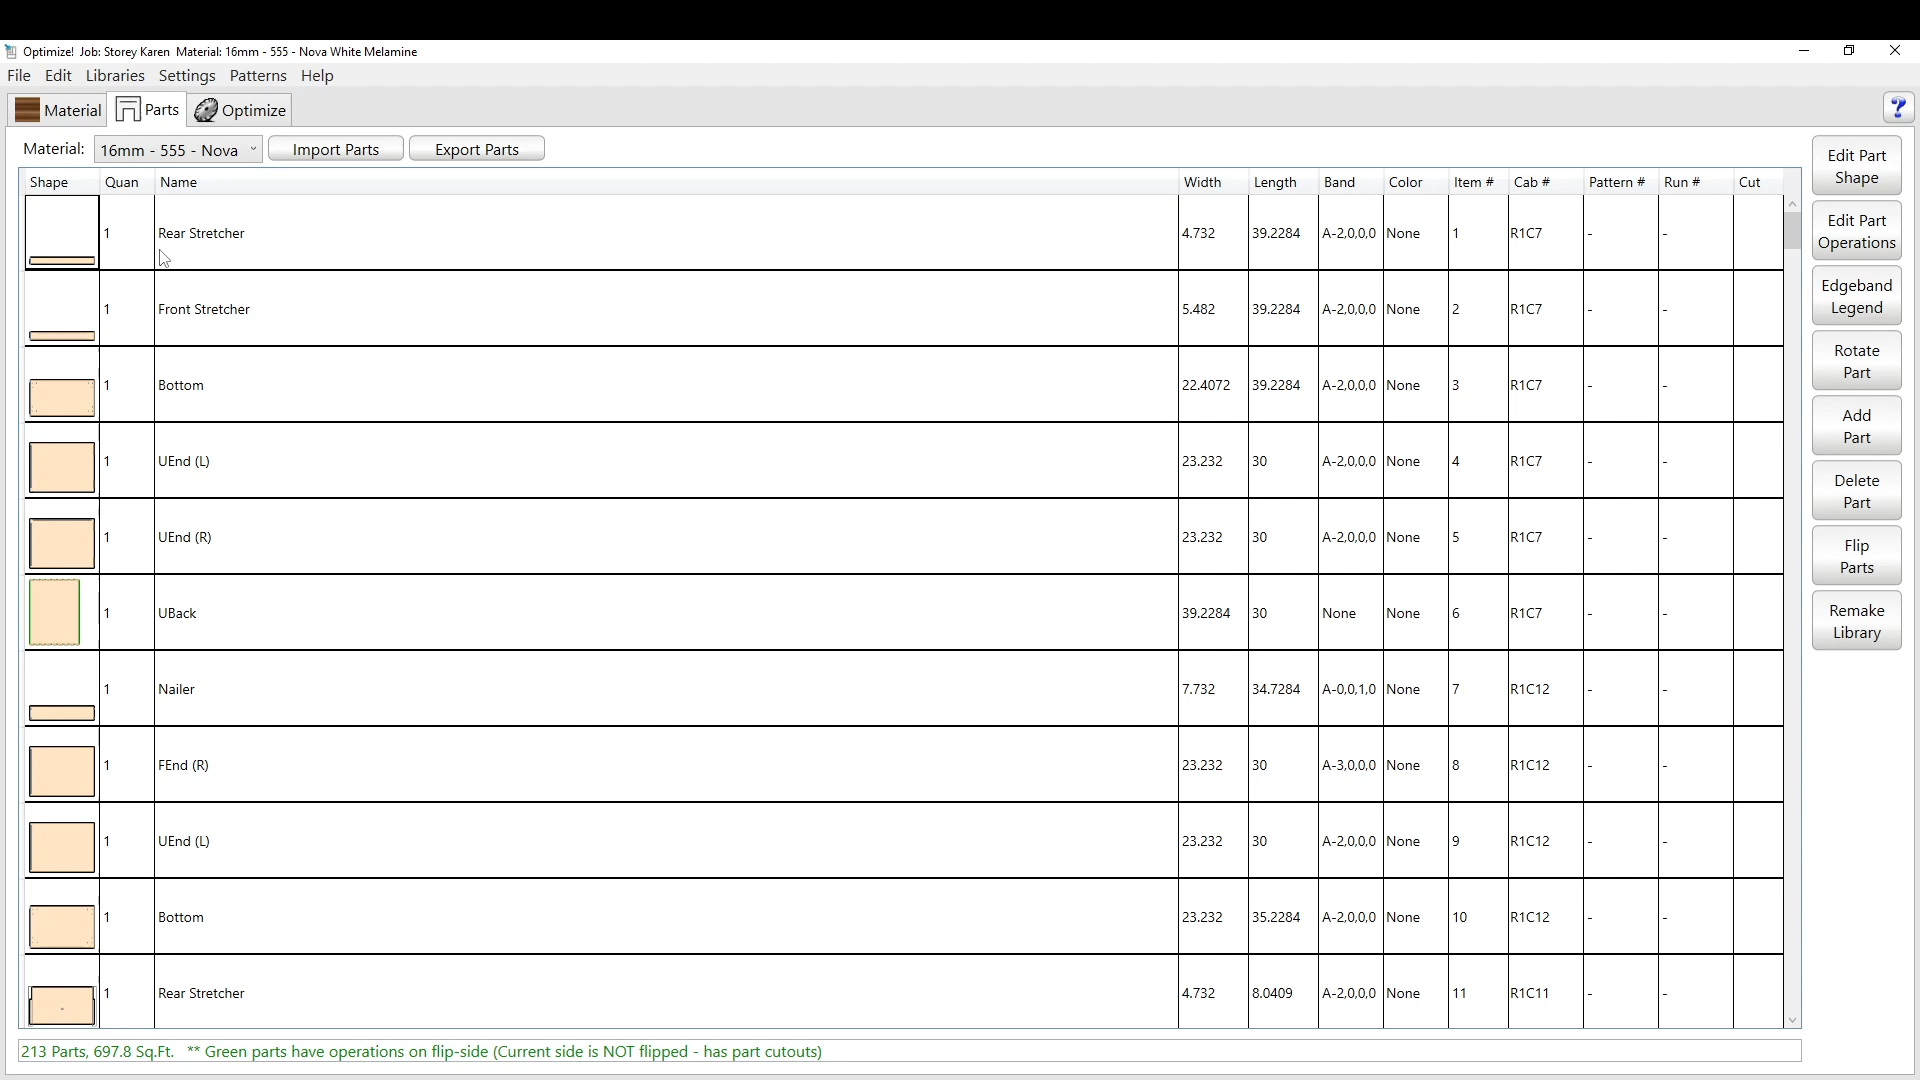 Optimize! Job: Storey Karen Material: 16mm - 555 - Nova White Melamine
File Edit Libraries Settings Patterns Help
Material Parts Optimize ?
Material: 16mm - 555 - Nova Import Parts Export Parts
Shape Quan Name Width Length Band Color Item # Cab # Pattern # Run # Cut
1 Rear Stretcher 4.732 39.2284 A-2,0,0,0 None 1 R1C7 - -
1 Front Stretcher 5.482 39.2284 A-2,0,0,0 None 2 R1C7 - -
1 Bottom 22.4072 39.2284 A-2,0,0,0 None 3 R1C7 - -
1 UEnd (L) 23.232 30 A-2,0,0,0 None 4 R1C7 - -
1 UEnd (R) 23.232 30 A-2,0,0,0 None 5 R1C7 - -
1 UBack 39.2284 30 None None 6 R1C7 - -
1 Nailer 7.732 34.7284 A-0,0,1,0 None 7 R1C12 - -
1 FEnd (R) 23.232 30 A-3,0,0,0 None 8 R1C12 - -
1 UEnd (L) 23.232 30 A-2,0,0,0 None 9 R1C12 - -
1 Bottom 23.232 35.2284 A-2,0,0,0 None 10 R1C12 - -
1 Rear Stretcher 4.732 8.0409 A-2,0,0,0 None 11 R1C11 - -
Edit Part
Shape
Edit Part
Operations
Edgeband
Legend
Rotate
Part
Add
Part
Delete
Part
Flip
Parts
Remake
Library
213 Parts, 697.8 Sq.Ft. ** Green parts have operations on flip-side (Current side is NOT flipped - has part cutouts)